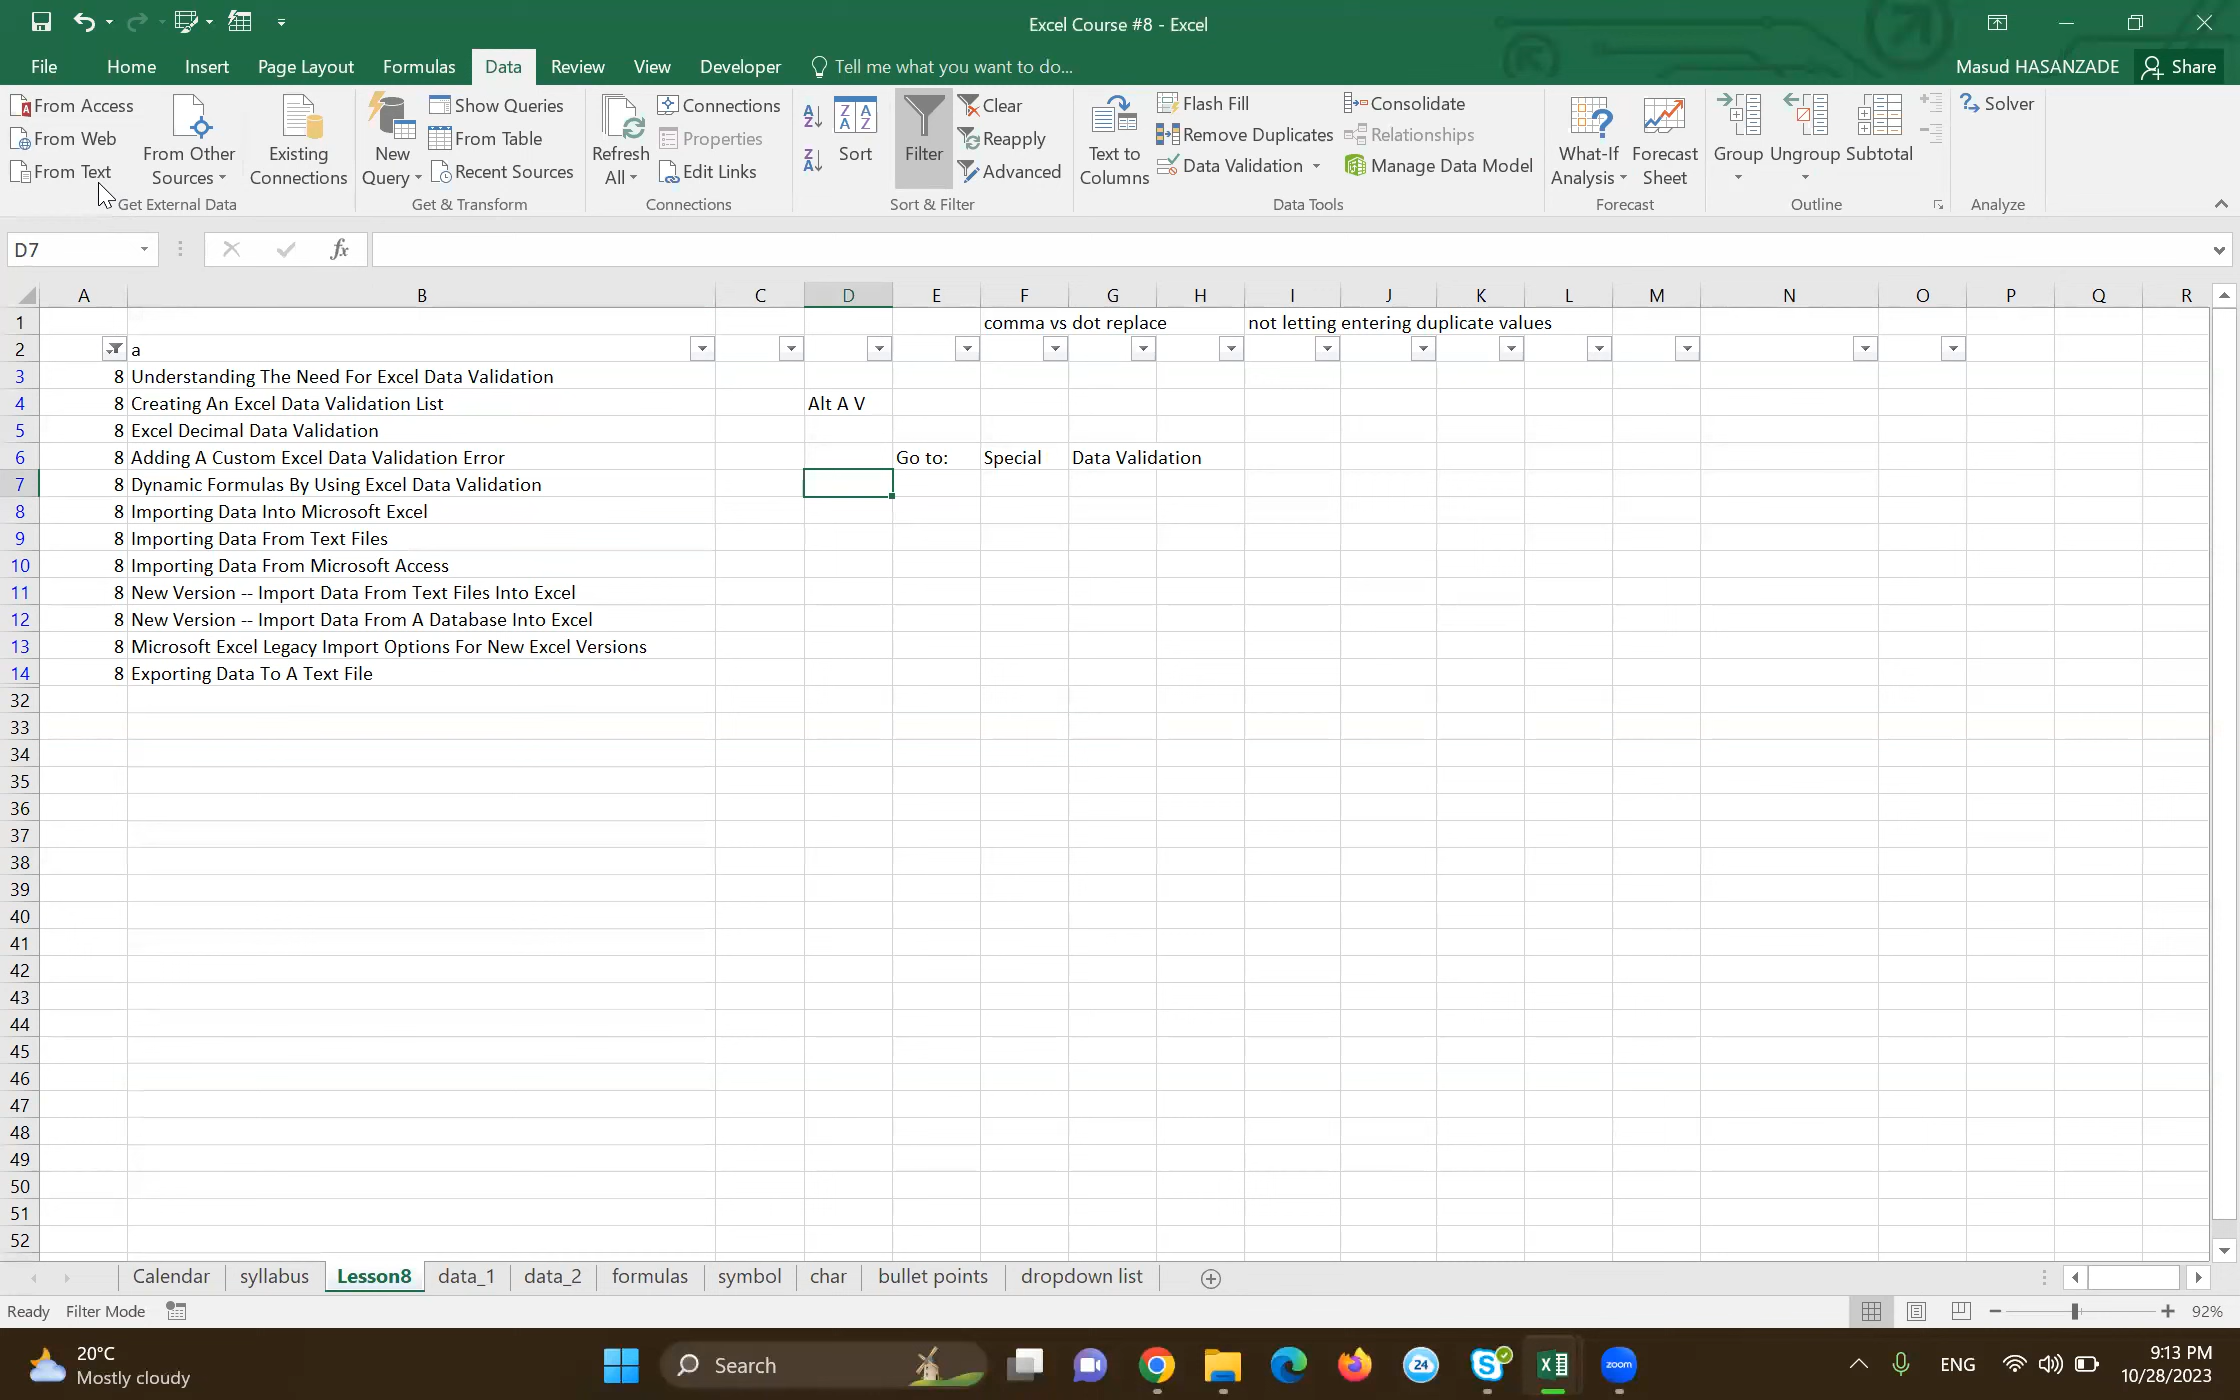 Excel Course #8 - Excel
File Home Insert Page Layout Formulas Data Review View Developer Tell me what you want to do... Masud HASANZADE Share
From Access
From Web
From Text
From Other Sources
Existing Connections
Get External Data
New Query
Show Queries
From Table
Recent Sources
Get & Transform
Refresh All
Connections
Properties
Edit Links
Connections
Sort
Filter
Clear
Reapply
Advanced
Sort & Filter
Text to Columns
Flash Fill
Remove Duplicates
Data Validation
Consolidate
Relationships
Manage Data Model
Data Tools
What-If Analysis
Forecast Sheet
Forecast
Group
Ungroup
Subtotal
Outline
Solver
Analyze
D7 fx
A B C D E F G H I J K L M N O P Q R
1 comma vs dot replace not letting entering duplicate values
2 a
3 8 Understanding The Need For Excel Data Validation
4 8 Creating An Excel Data Validation List Alt A V
5 8 Excel Decimal Data Validation
6 8 Adding A Custom Excel Data Validation Error Go to: Special Data Validation
7 8 Dynamic Formulas By Using Excel Data Validation
8 8 Importing Data Into Microsoft Excel
9 8 Importing Data From Text Files
10 8 Importing Data From Microsoft Access
11 8 New Version -- Import Data From Text Files Into Excel
12 8 New Version -- Import Data From A Database Into Excel
13 8 Microsoft Excel Legacy Import Options For New Excel Versions
14 8 Exporting Data To A Text File
32
33
34
35
36
37
38
39
40
41
42
43
44
45
46
47
48
49
50
51
52
Calendar syllabus Lesson8 data_1 data_2 formulas symbol char bullet points dropdown list
Ready Filter Mode 92%
20°C
Mostly cloudy
Search
24
zoom
ENG
9:13 PM
10/28/2023